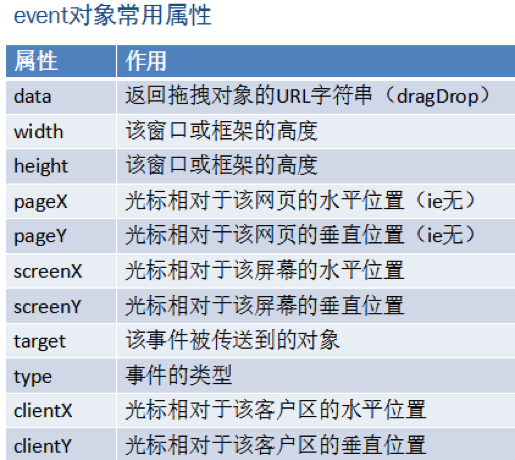 event对象常用属性
属性 作用
data 返回拖拽对象的URL字符串（dragDrop）
width 该窗口或框架的高度
height 该窗口或框架的高度
pageX 光标相对于该网页的水平位置（ie无）
pageY 光标相对于该网页的垂直位置（ie无）
screenX 光标相对于该屏幕的水平位置
screenY 光标相对于该屏幕的垂直位置
target 该事件被传送到的对象
type 事件的类型
clientX 光标相对于该客户区的水平位置
clientY 光标相对于该客户区的垂直位置